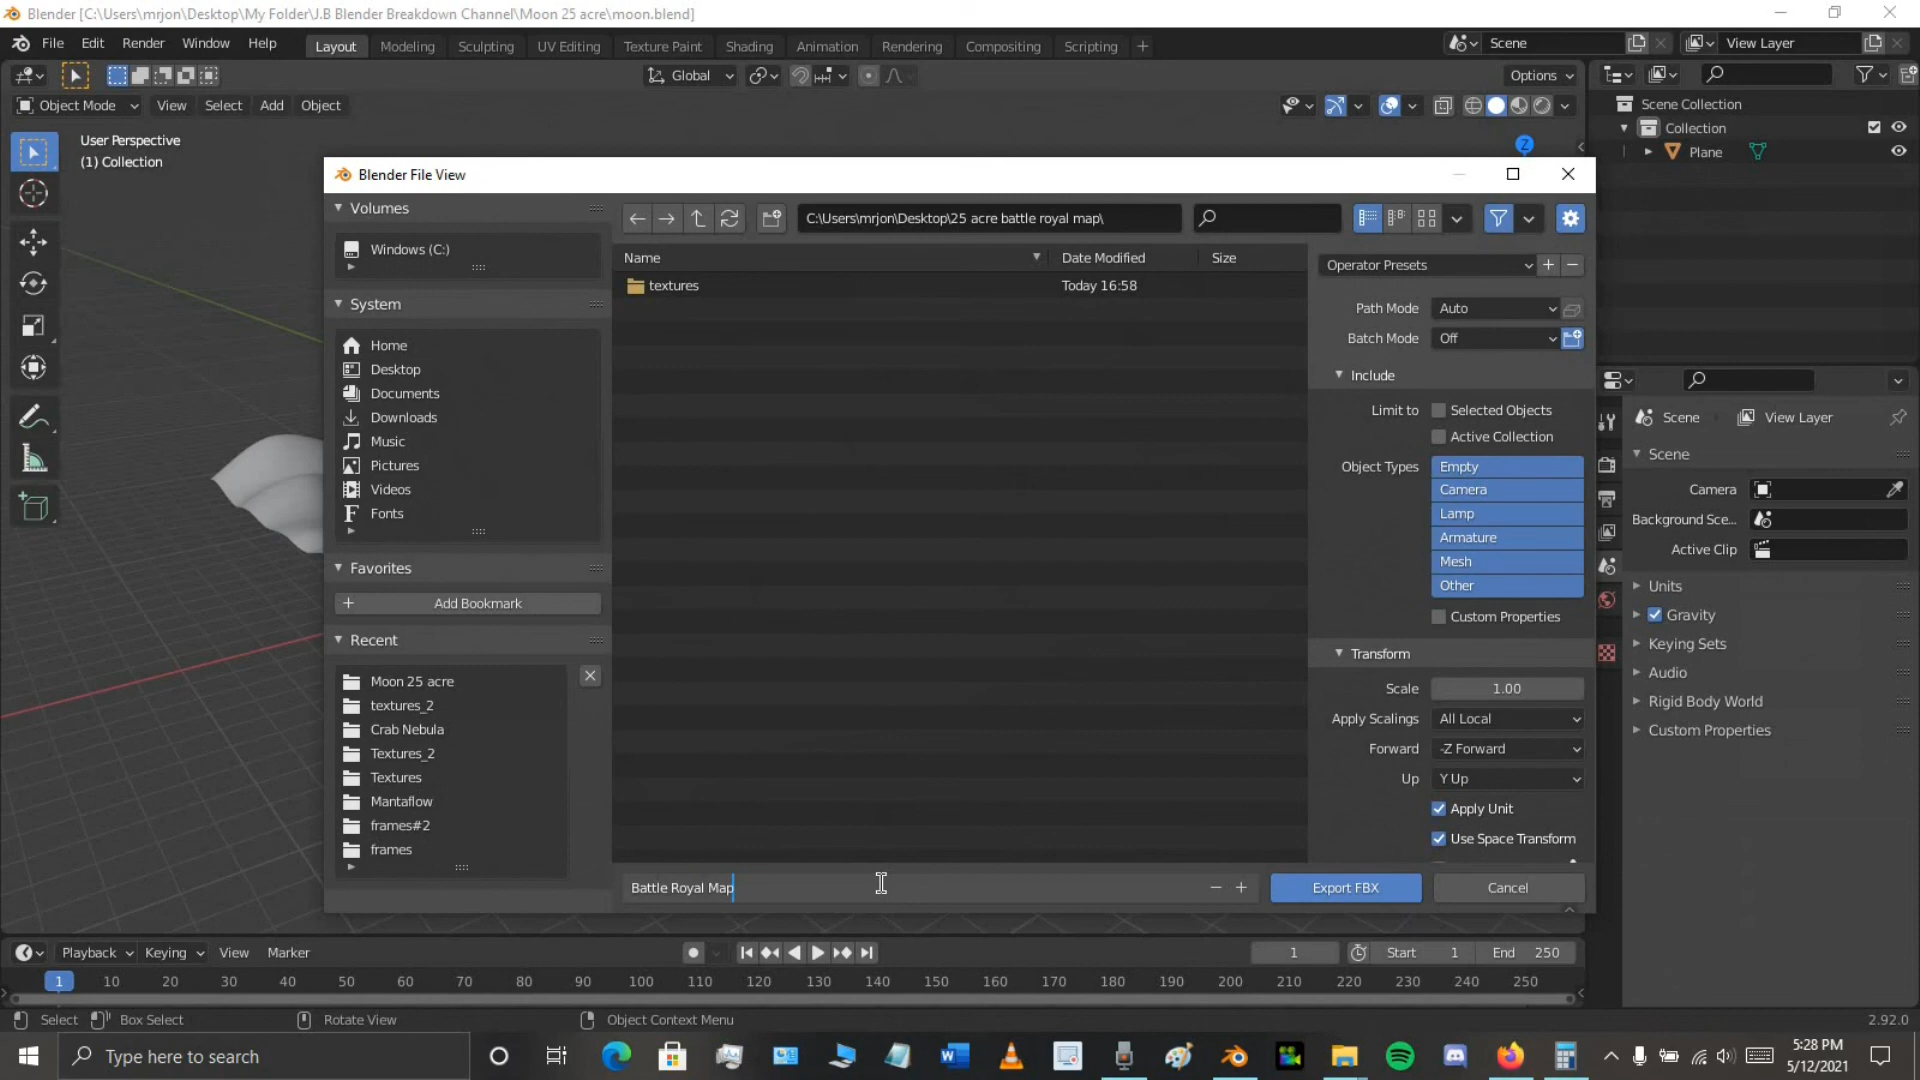 Blender [C:\Users\mrjon\Desktop\My Folder\J.B Blender Breakdown Channel\Moon 25 acre\moon.blend]
File Edit Render Window Help Layout Modeling Sculpting UV Editing Texture Paint Shading Animation Rendering Compositing Scripting + Scene View Layer
Global Options
Object Mode View Select Add Object
User Perspective
(1) Collection
Z
Scene Collection
Collection
Plane
Blender File View
Volumes
Windows (C:)
System
Home
Desktop
Documents
Downloads
Music
Pictures
Videos
Fonts
Favorites
Add Bookmark
Recent
Moon 25 acre
textures_2
Crab Nebula
Textures_2
Textures
Mantaflow
frames#2
frames
C:\Users\mrjon\Desktop\25 acre battle royal map\
Name Date Modified Size
textures Today 16:58
Battle Royal Map
Operator Presets
Path Mode Auto
Batch Mode Off
Include
Limit to Selected Objects
Active Collection
Object Types Empty
Camera
Lamp
Armature
Mesh
Other
Custom Properties
Transform
Scale 1.00
Apply Scalings All Local
Forward -Z Forward
Up Y Up
Apply Unit
Use Space Transform
Export FBX Cancel
Scene View Layer
Scene
Camera
Background Sce...
Active Clip
Units
Gravity
Keying Sets
Audio
Rigid Body World
Custom Properties
Playback Keying View Marker 1 Start 1 End 250
1 10 20 30 40 50 60 70 80 90 100 110 120 130 140 150 160 170 180 190 200 210 220 230 240 250
Select Box Select Rotate View Object Context Menu 2.92.0
Type here to search
5:28 PM
5/12/2021